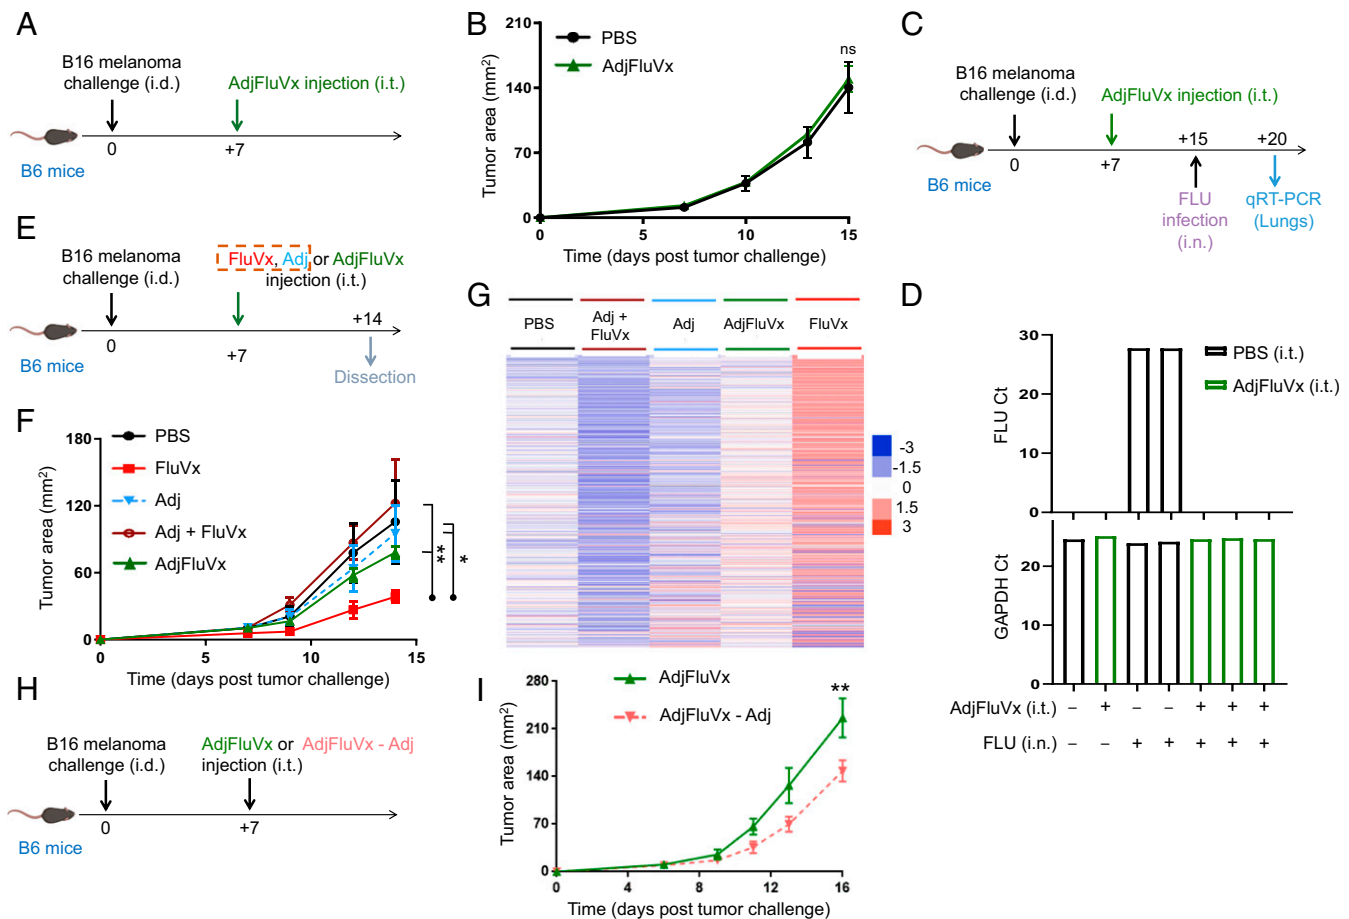 A
B16 melanoma
challenge (i.d.)
AdjFluVx injection (i.t.)
0
+7
B6 mice
B
210
140
70
0
Tumor area (mm²)
PBS
AdjFluVx
ns
0
5
10
15
Time (days post tumor challenge)
C
B16 melanoma
challenge (i.d.)
AdjFluVx injection (i.t.)
+15
+20
0
+7
B6 mice
FLU
infection
(i.n.)
qRT-PCR
(Lungs)
E
B16 melanoma
challenge (i.d.)
FluVx, Adj or AdjFluVx
injection (i.t.)
+14
0
+7
B6 mice
Dissection
G
PBS
Adj +
FluVx
Adj
AdjFluVx
FluVx
-3
-1.5
0
1.5
3
D
30
20
10
0
FLU Ct
PBS (i.t.)
AdjFluVx (i.t.)
20
10
0
GAPDH Ct
AdjFluVx (i.t.) − + − − + + +
FLU (i.n.) − − + + + + +
F
180
120
60
0
Tumor area (mm²)
PBS
FluVx
Adj
Adj + FluVx
AdjFluVx
**
*
0
5
10
15
Time (days post tumor challenge)
H
B16 melanoma
challenge (i.d.)
AdjFluVx or AdjFluVx - Adj
injection (i.t.)
0
+7
B6 mice
I
280
210
140
70
0
Tumor area (mm²)
AdjFluVx
AdjFluVx - Adj
**
0
4
8
12
16
Time (days post tumor challenge)